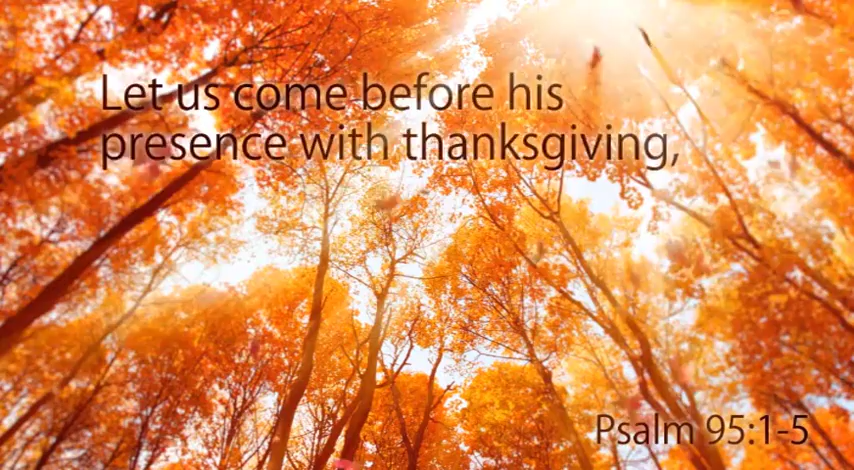 Let us come before his
presence with thanksgiving,
Psalm 95:1-5